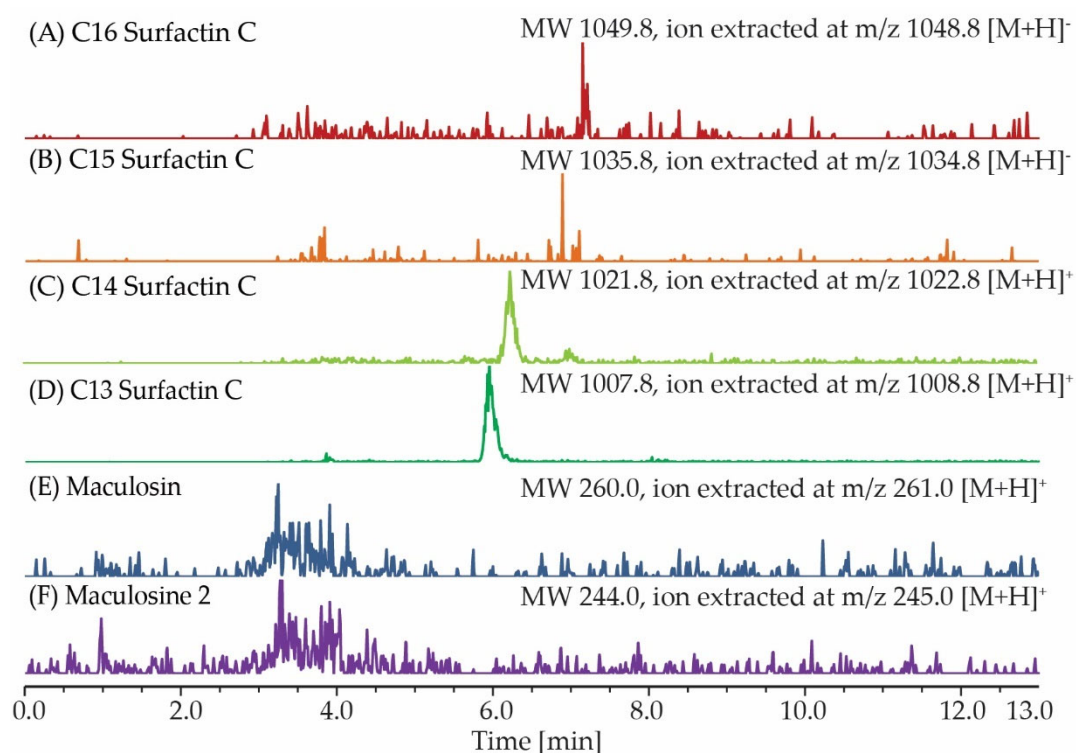 (A) C16 Surfactin C MW 1049.8, ion extracted at m/z 1048.8 [M+H]⁻
(B) C15 Surfactin C MW 1035.8, ion extracted at m/z 1034.8 [M+H]⁻
(C) C14 Surfactin C MW 1021.8, ion extracted at m/z 1022.8 [M+H]⁺
(D) C13 Surfactin C MW 1007.8, ion extracted at m/z 1008.8 [M+H]⁺
(E) Maculosin MW 260.0, ion extracted at m/z 261.0 [M+H]⁺
(F) Maculosine 2 MW 244.0, ion extracted at m/z 245.0 [M+H]⁺
0.0 2.0 4.0 6.0 8.0 10.0 12.0 13.0
Time [min]